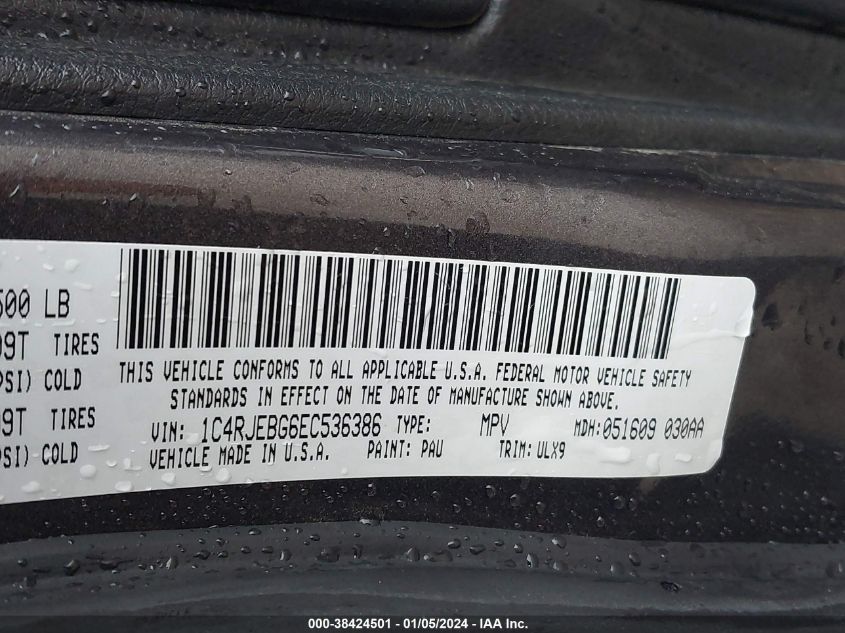 500 LB
09T TIRES
PSI) COLD
09T TIRES
PSI) COLD
THIS VEHICLE CONFORMS TO ALL APPLICABLE U.S.A. FEDERAL MOTOR VEHICLE SAFETY
STANDARDS IN EFFECT ON THE DATE OF MANUFACTURE SHOWN ABOVE.
VIN: 1C4RJEBG6EC536386 TYPE: MPV MDH:051609 030AA
VEHICLE MADE IN U.S.A. PAINT: PAU TRIM: ULX9
000-38424501 - 01/05/2024 - IAA Inc.